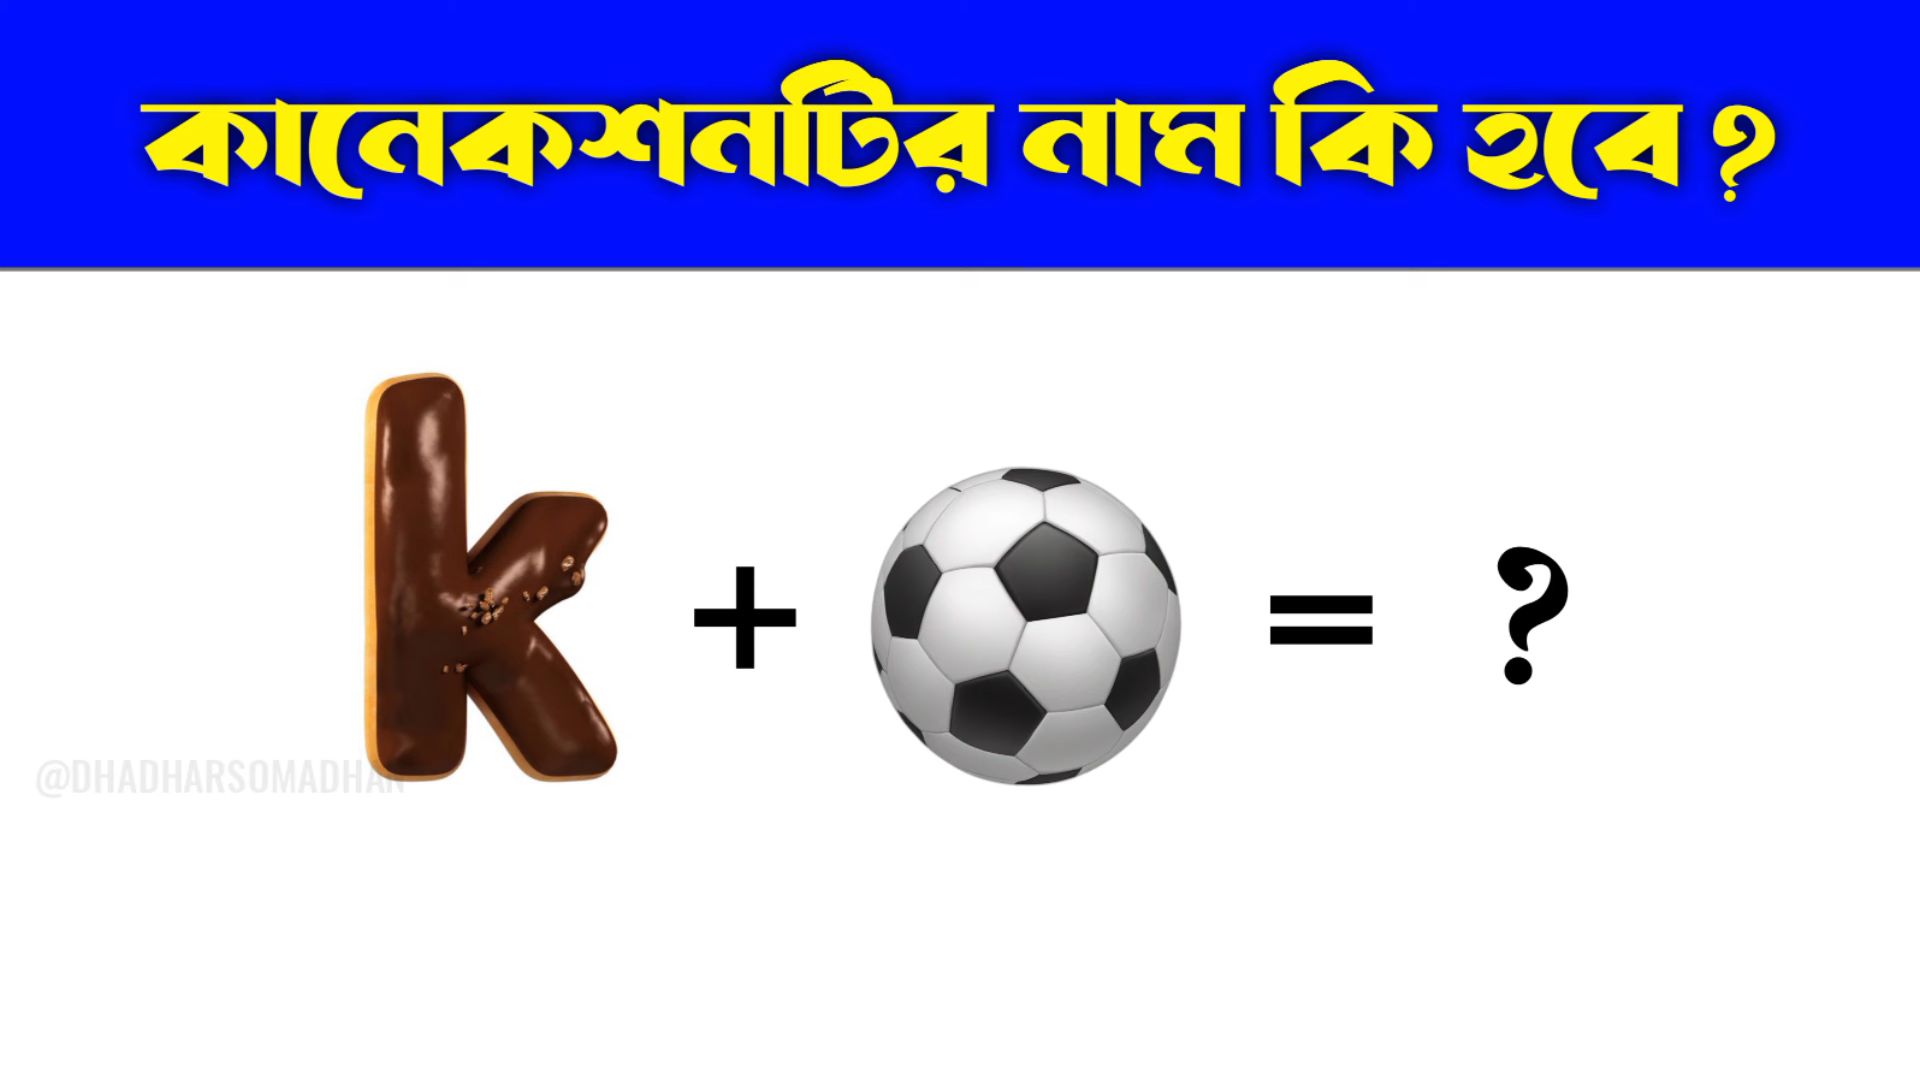 কানেকশনটির নাম কি হবে ?
k + = ?
@DHADHARSOMADHAN